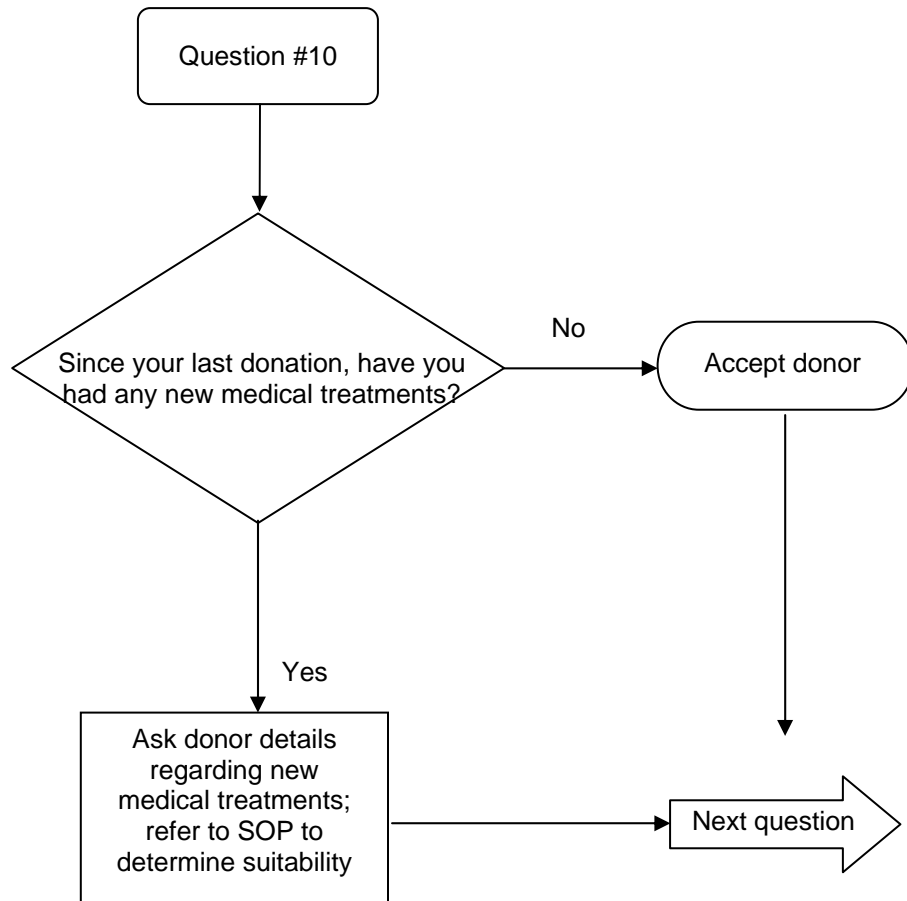 Question #10
Since your last donation, have you
had any new medical treatments?
No
Accept donor
Yes
Ask donor details
regarding new
medical treatments;
refer to SOP to
determine suitability
Next question